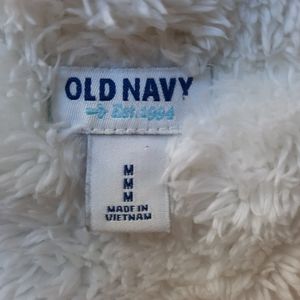 OLD NAVY
Est. 1994
M
M
M
MADE IN
VIETNAM